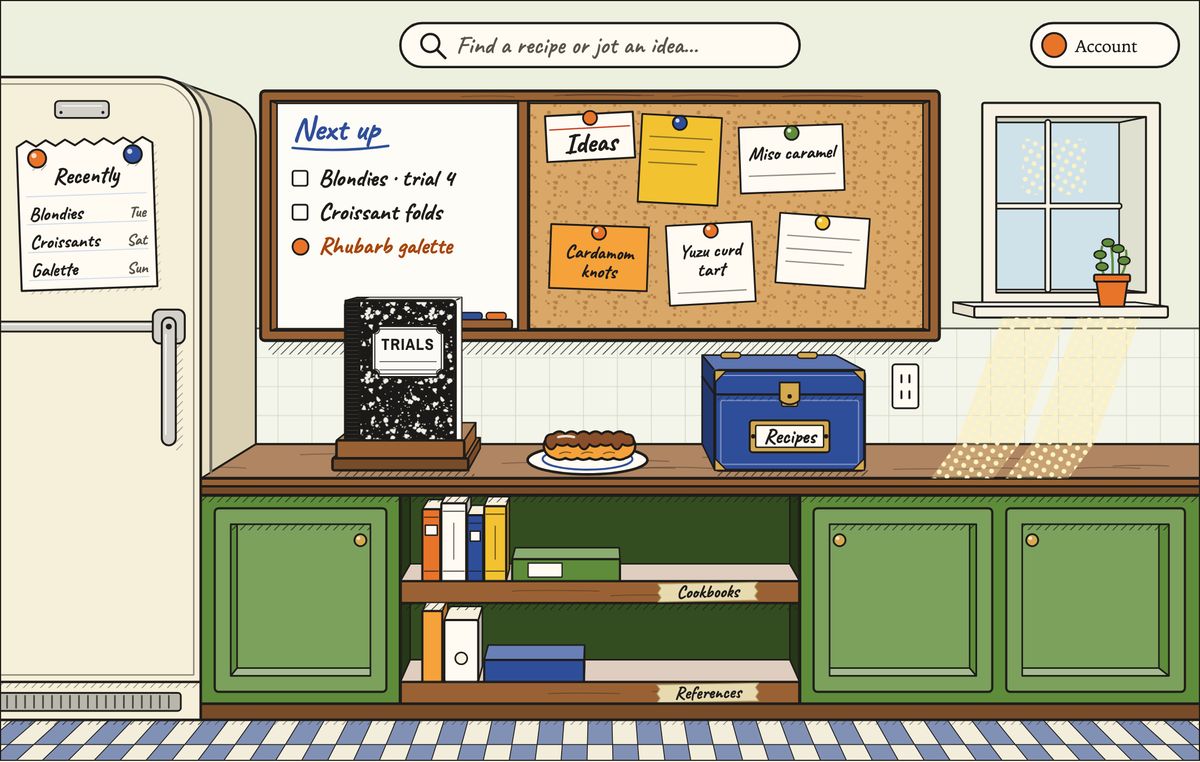 Find a recipe or jot an idea...
Account
Recently
Blondies Tue
Croissants Sat
Galette Sun
Next up
Blondies · trial 4
Croissant folds
Rhubarb galette
Ideas
Miso caramel
Cardamom
knots
Yuzu curd
tart
TRIALS
Recipes
Cookbooks
References